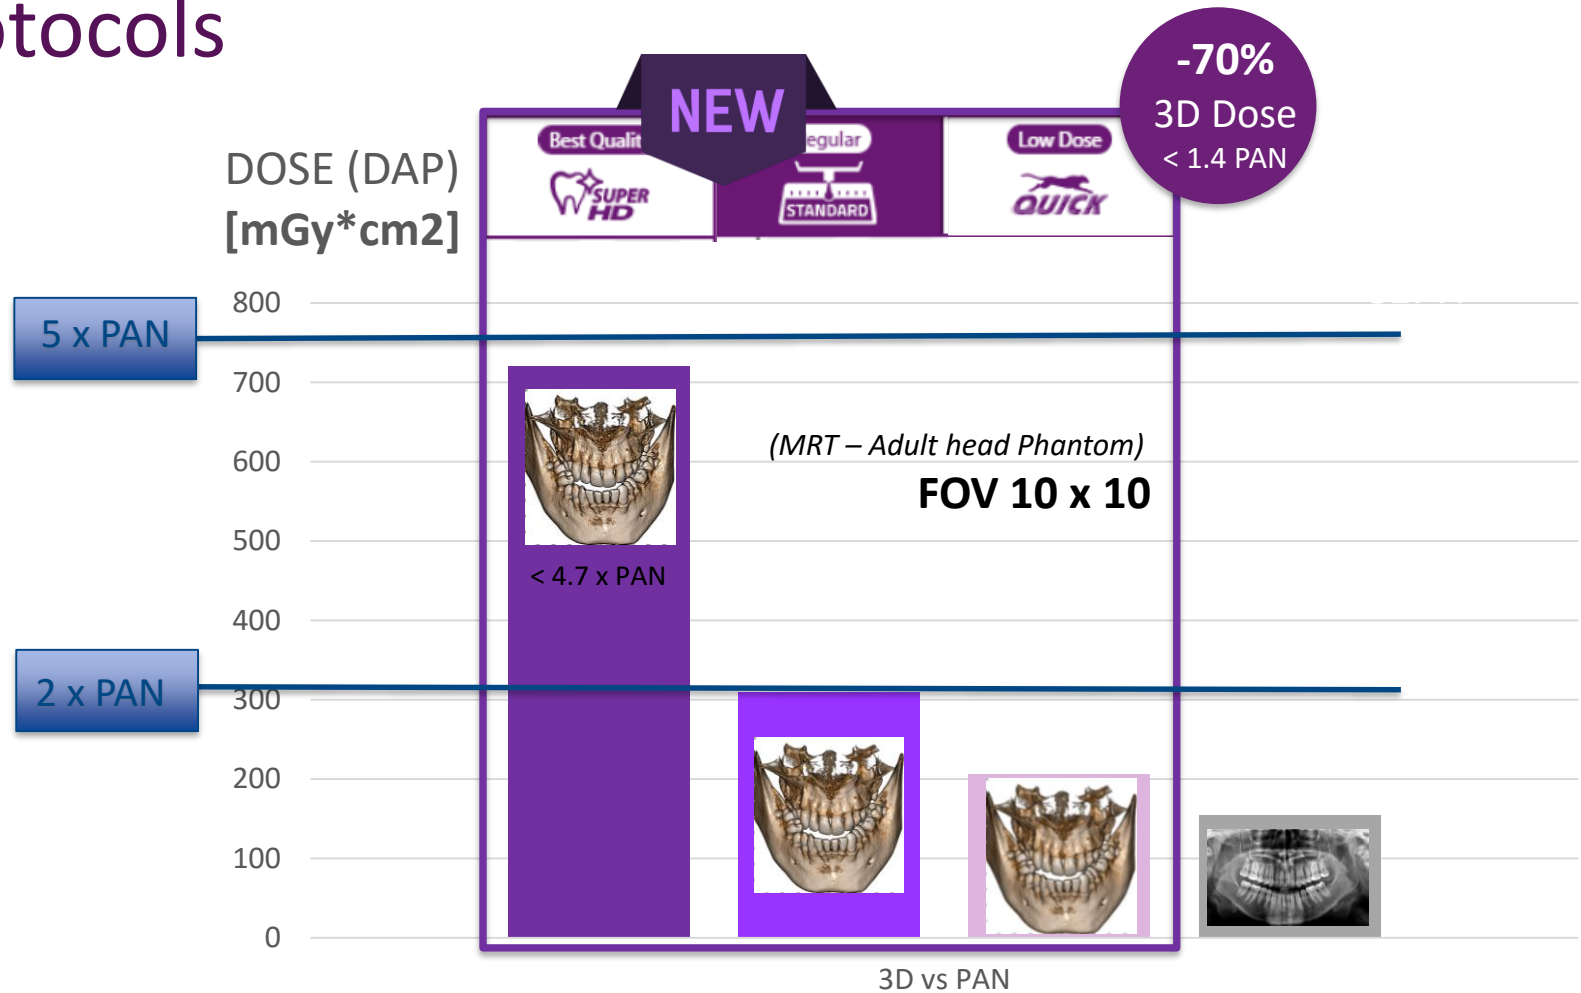 otocols
NEW
-70%
3D Dose
< 1.4 PAN
Best Qualit
egular
Low Dose
SUPER
HD
STANDARD
QUICK
DOSE (DAP)
[mGy*cm2]
800
5 x PAN
700
(MRT – Adult head Phantom)
600
FOV 10 x 10
500
< 4.7 x PAN
400
2 x PAN
300
200
100
0
3D vs PAN